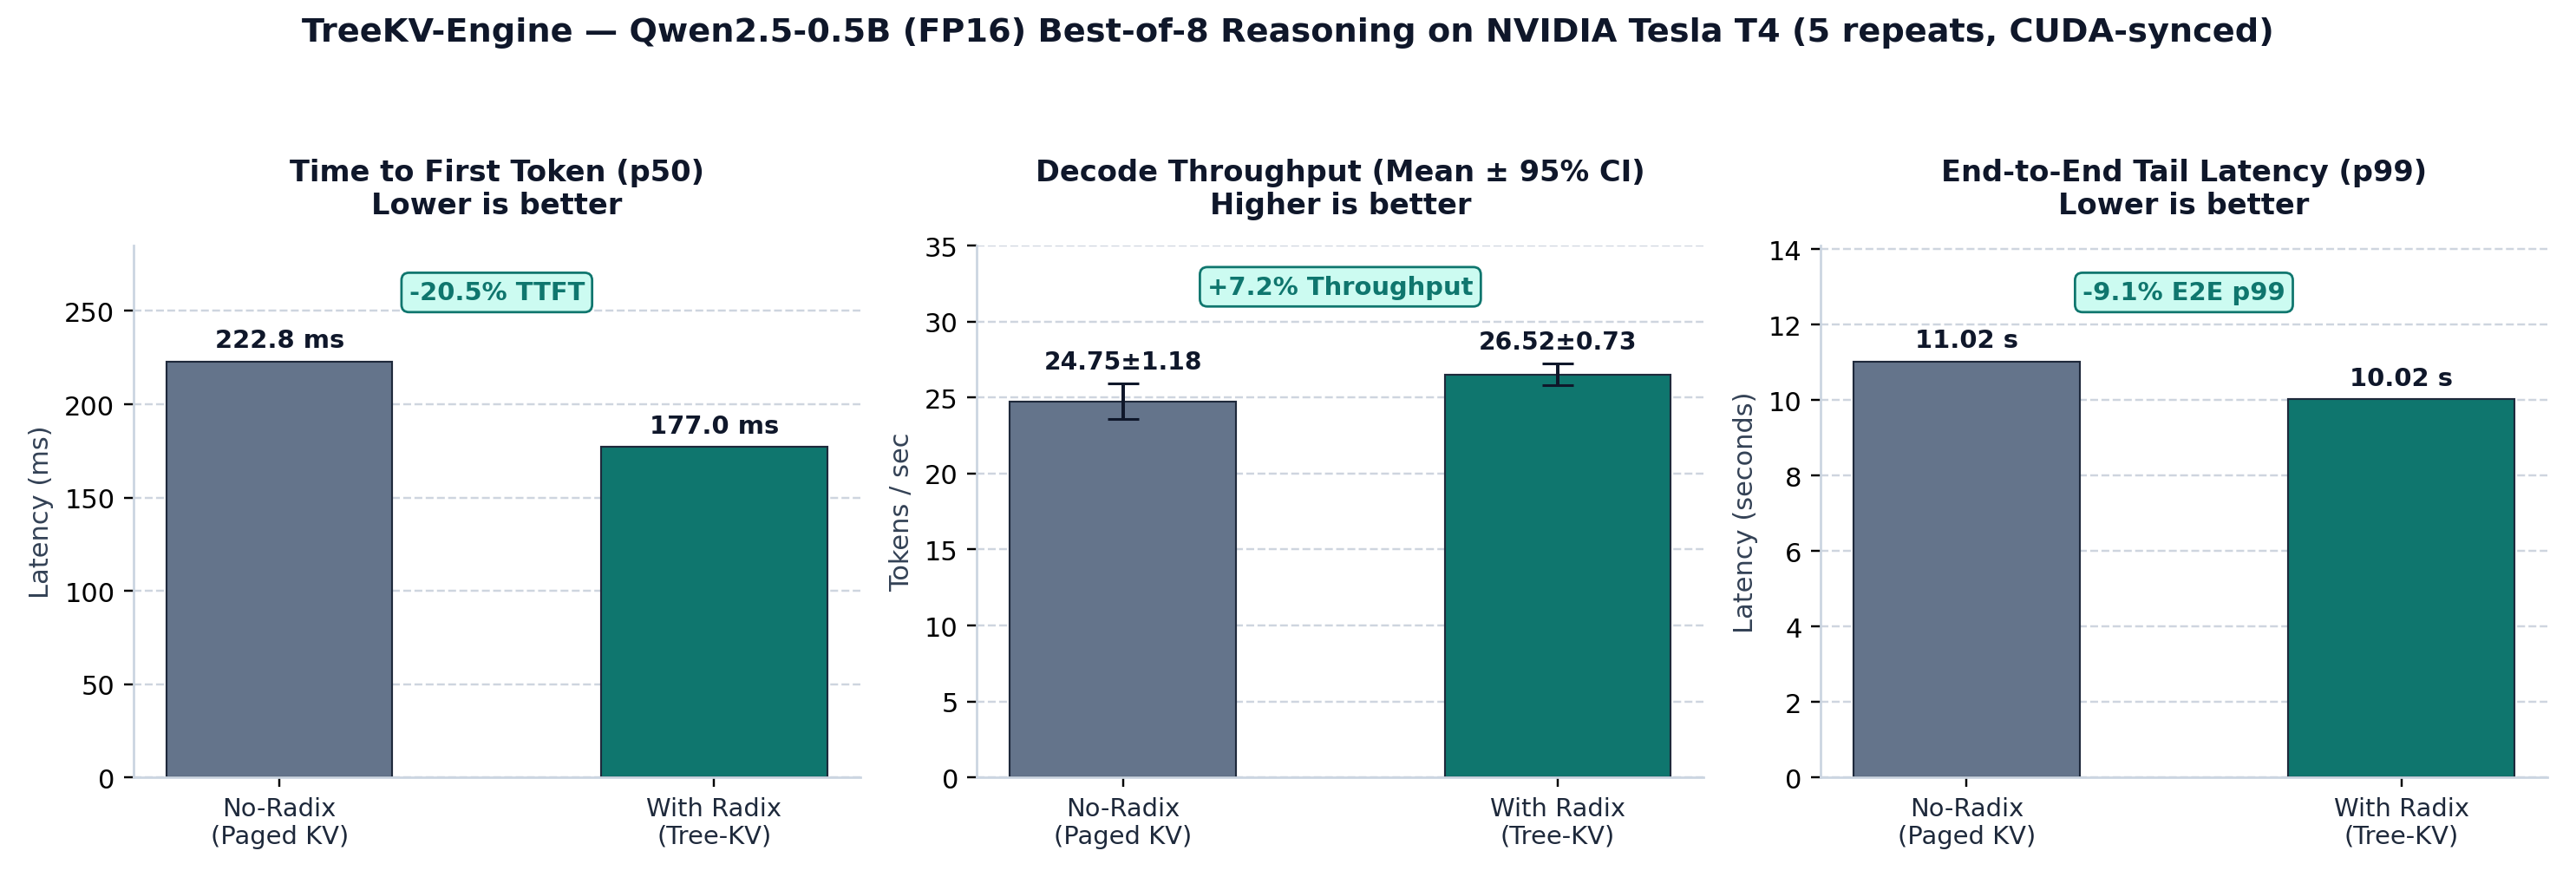 TreeKV-Engine — Qwen2.5-0.5B (FP16) Best-of-8 Reasoning on NVIDIA Tesla T4 (5 repeats, CUDA-synced)
Time to First Token (p50)
Lower is better
-20.5% TTFT
222.8 ms
177.0 ms
Latency (ms)
250
200
150
100
50
0
No-Radix
(Paged KV)
With Radix
(Tree-KV)
Decode Throughput (Mean ± 95% CI)
Higher is better
+7.2% Throughput
24.75±1.18
26.52±0.73
Tokens / sec
35
30
25
20
15
10
5
0
No-Radix
(Paged KV)
With Radix
(Tree-KV)
End-to-End Tail Latency (p99)
Lower is better
-9.1% E2E p99
11.02 s
10.02 s
Latency (seconds)
14
12
10
8
6
4
2
0
No-Radix
(Paged KV)
With Radix
(Tree-KV)